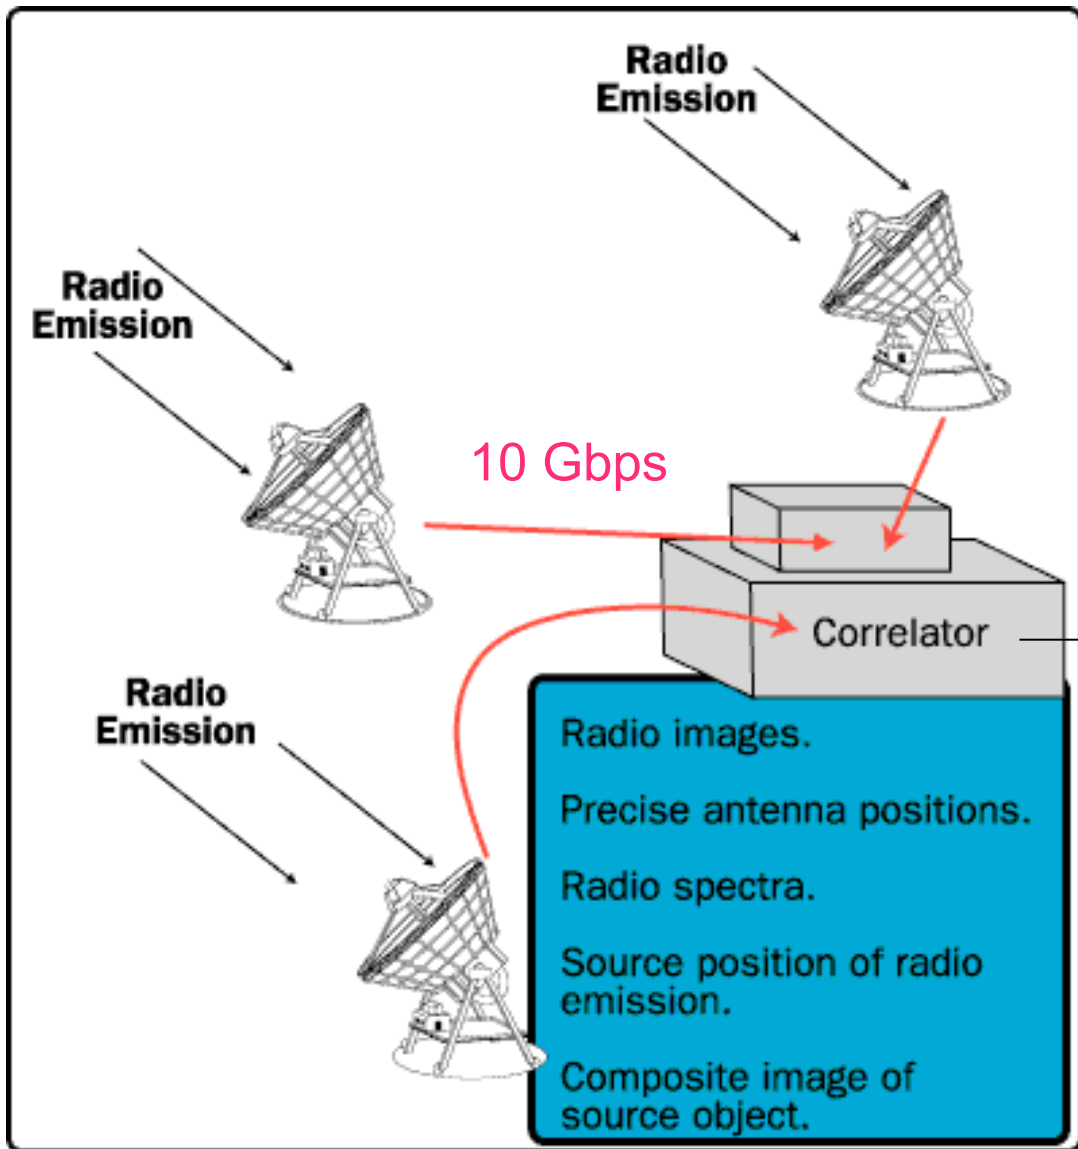 Radio
Emission
Radio
Emission
10 Gbps
Correlator
Radio
Emission
Radio images.
Precise antenna positions.
Radio spectra.
Source position of radio
emission.
Composite image of
source object.